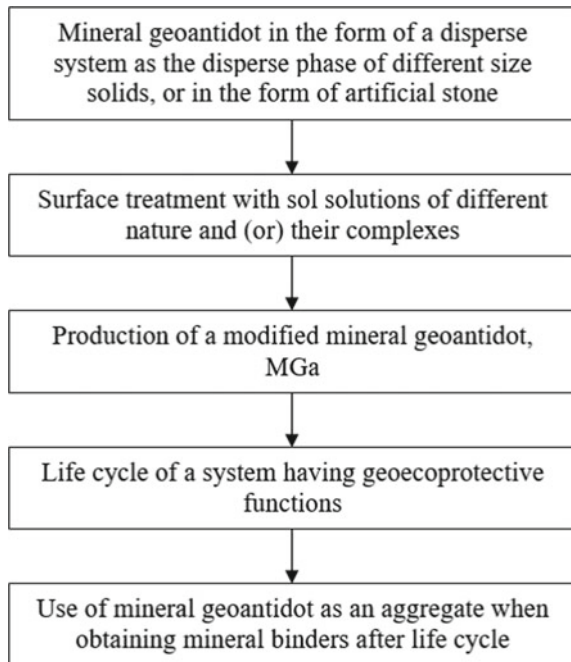 Mineral geoantidot in the form of a disperse
system as the disperse phase of different size
solids, or in the form of artificial stone
Surface treatment with sol solutions of different
nature and (or) their complexes
Production of a modified mineral geoantidot,
MGa
Life cycle of a system having geoecoprotective
functions
Use of mineral geoantidot as an aggregate when
obtaining mineral binders after life cycle